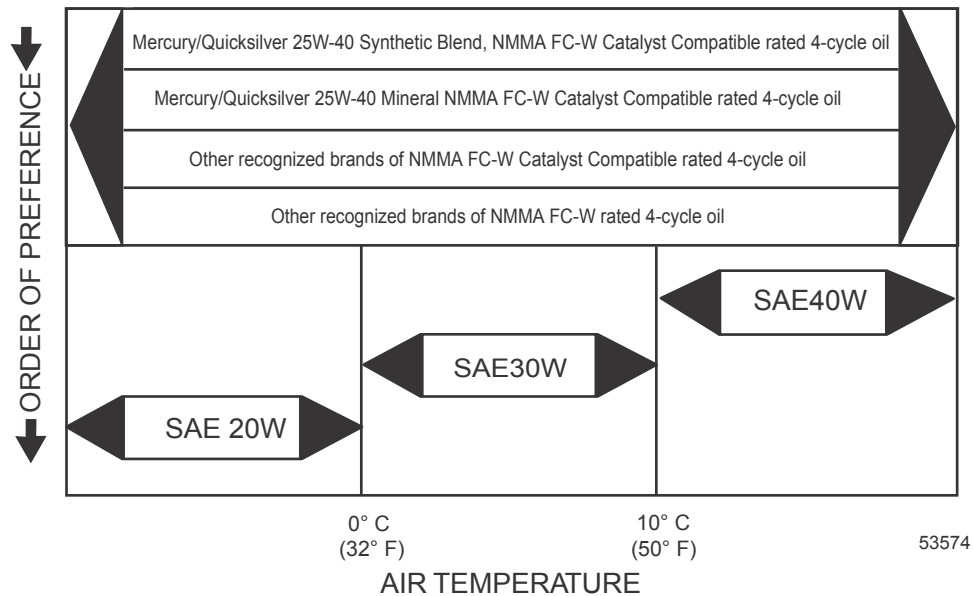 Mercury/Quicksilver 25W-40 Synthetic Blend, NMMA FC-W Catalyst Compatible rated 4-cycle oil
Mercury/Quicksilver 25W-40 Mineral NMMA FC-W Catalyst Compatible rated 4-cycle oil
Other recognized brands of NMMA FC-W Catalyst Compatible rated 4-cycle oil
Other recognized brands of NMMA FC-W rated 4-cycle oil
ORDER OF PREFERENCE
SAE40W
SAE30W
SAE 20W
0° C
(32° F)
10° C
(50° F)
53574
AIR TEMPERATURE